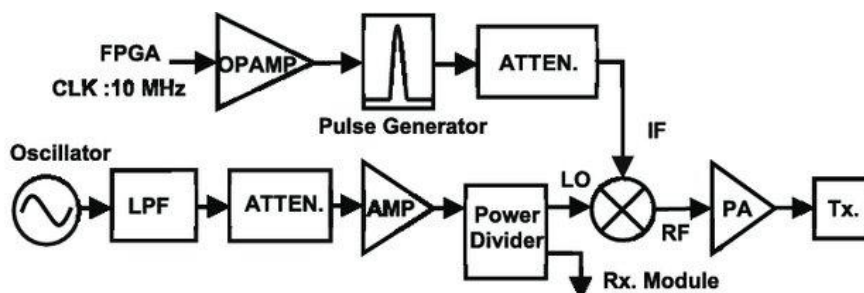 FPGA
CLK :10 MHz
OPAMP
Pulse Generator
ATTEN.
IF
Oscillator
LPF
ATTEN.
AMP
Power
Divider
LO
RF
PA
Tx.
Rx. Module